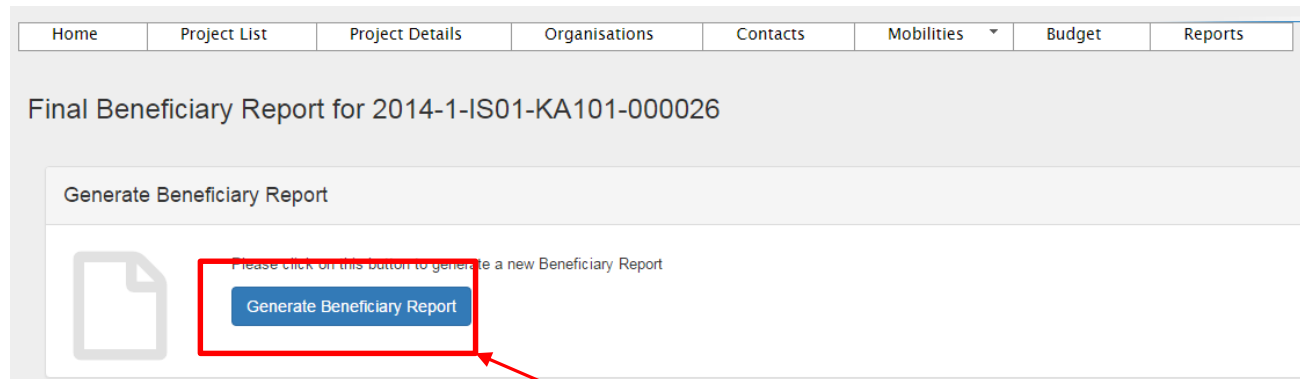 Home Project List Project Details Organisations Contacts Mobilities Budget Reports
Final Beneficiary Report for 2014-1-IS01-KA101-000026
Generate Beneficiary Report
Please click on this button to generate a new Beneficiary Report
Generate Beneficiary Report